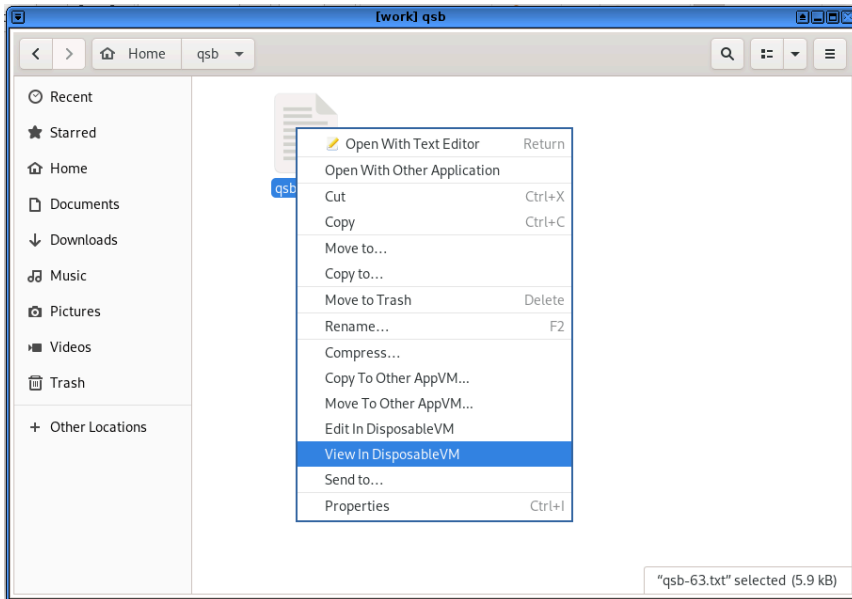 [work] qsb
Home
qsb
Recent
Starred
Home
Documents
Downloads
Music
Pictures
Videos
Trash
+ Other Locations
qsb
Open With Text Editor Return
Open With Other Application
Cut Ctrl+X
Copy Ctrl+C
Move to…
Copy to…
Move to Trash Delete
Rename… F2
Compress…
Copy To Other AppVM...
Move To Other AppVM...
Edit In DisposableVM
View In DisposableVM
Send to…
Properties Ctrl+I
“qsb-63.txt” selected (5.9 kB)